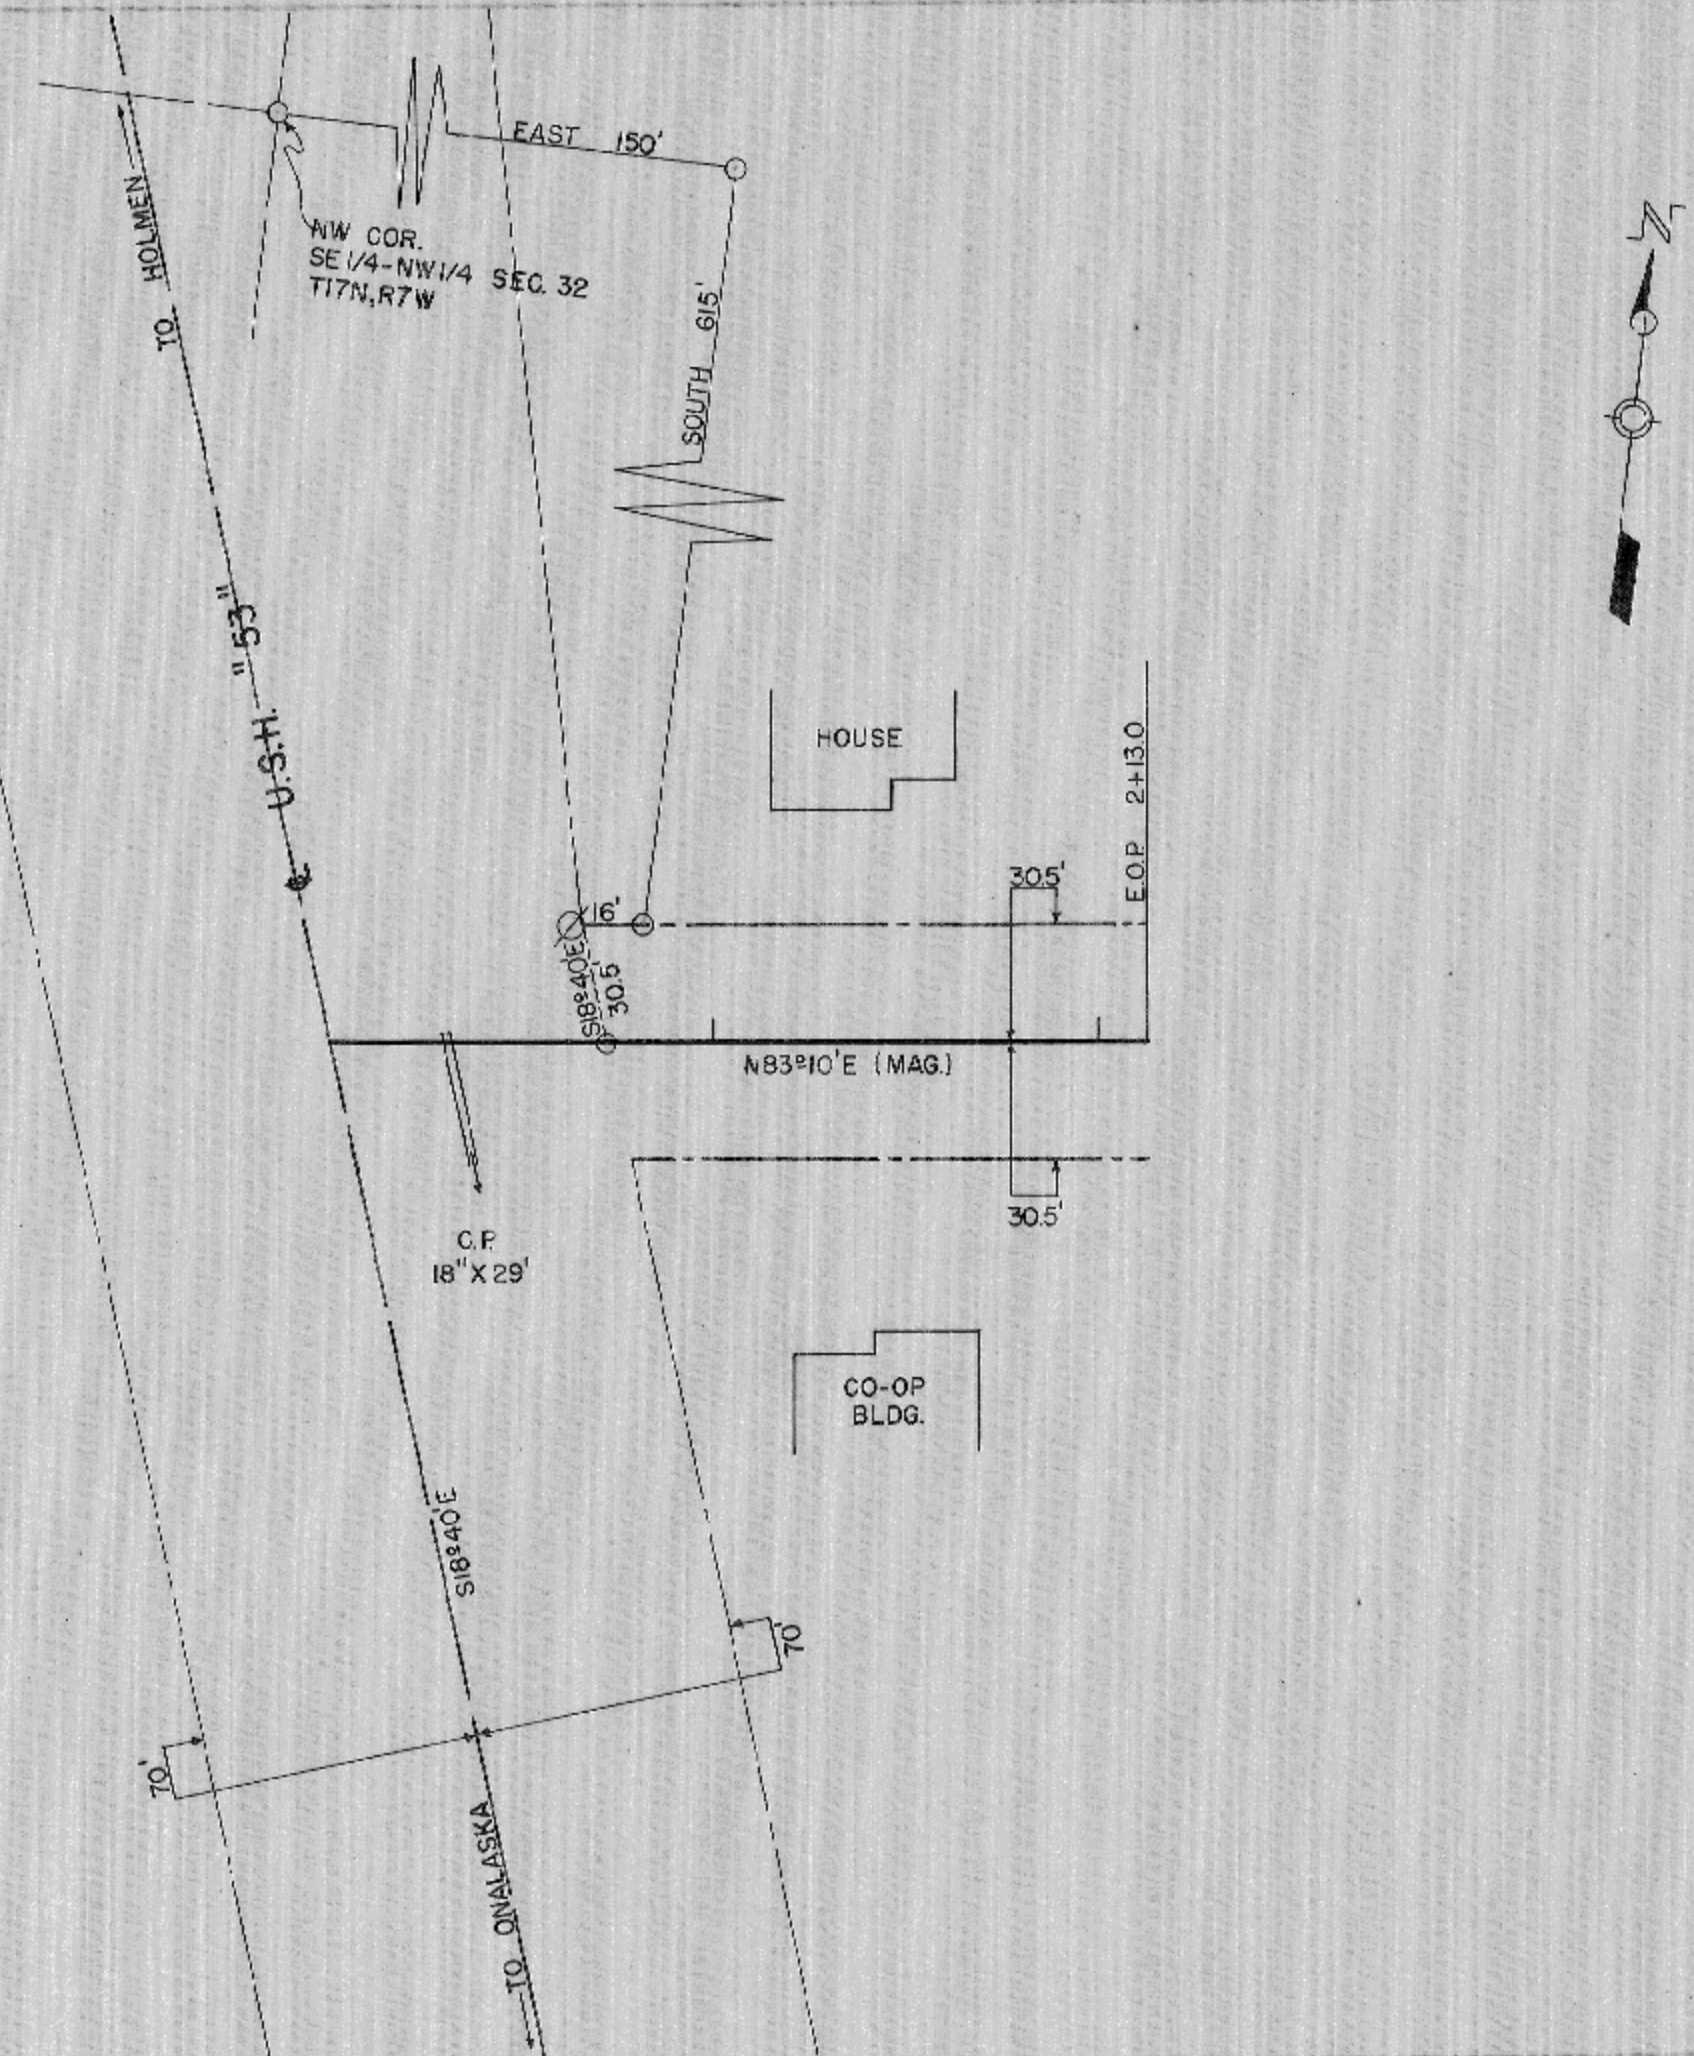 EAST 150'
TO HOLMEN
NW COR.
SE 1/4-NW 1/4 SEC. 32
T17N, R7W
N
SOUTH 615'
U.S.H. "53"
HOUSE
E.O.P. 2+13.0
30.5'
16'
S18°40'E
30.5'
N83°10'E (MAG.)
30.5'
C.P.
18" X 29'
CO-OP
BLDG.
S18°40'E
70'
70'
TO ONALASKA